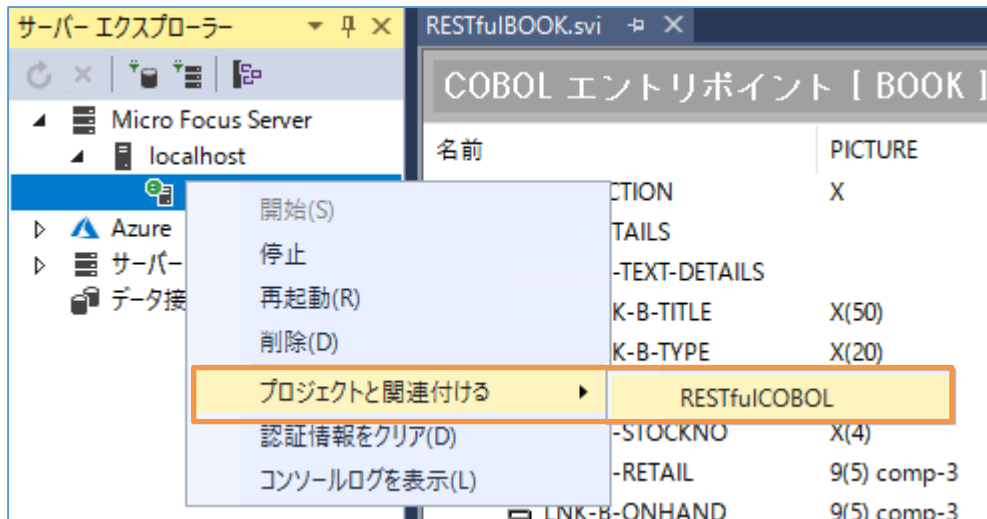 サーバー エクスプローラー
Micro Focus Server
localhost
Azure
サーバー
データ接
開始(S)
停止
再起動(R)
削除(D)
プロジェクトと関連付ける
RESTfulCOBOL
認証情報をクリア(D)
コンソールログを表示(L)
RESTfulBOOK.svi
COBOL エントリポイント [ BOOK ]
名前 PICTURE
CTION X
TAILS
-TEXT-DETAILS
K-B-TITLE X(50)
K-B-TYPE X(20)
-STOCKNO X(4)
-RETAIL 9(5) comp-3
LNK-B-ONHAND 9(5) comp-3